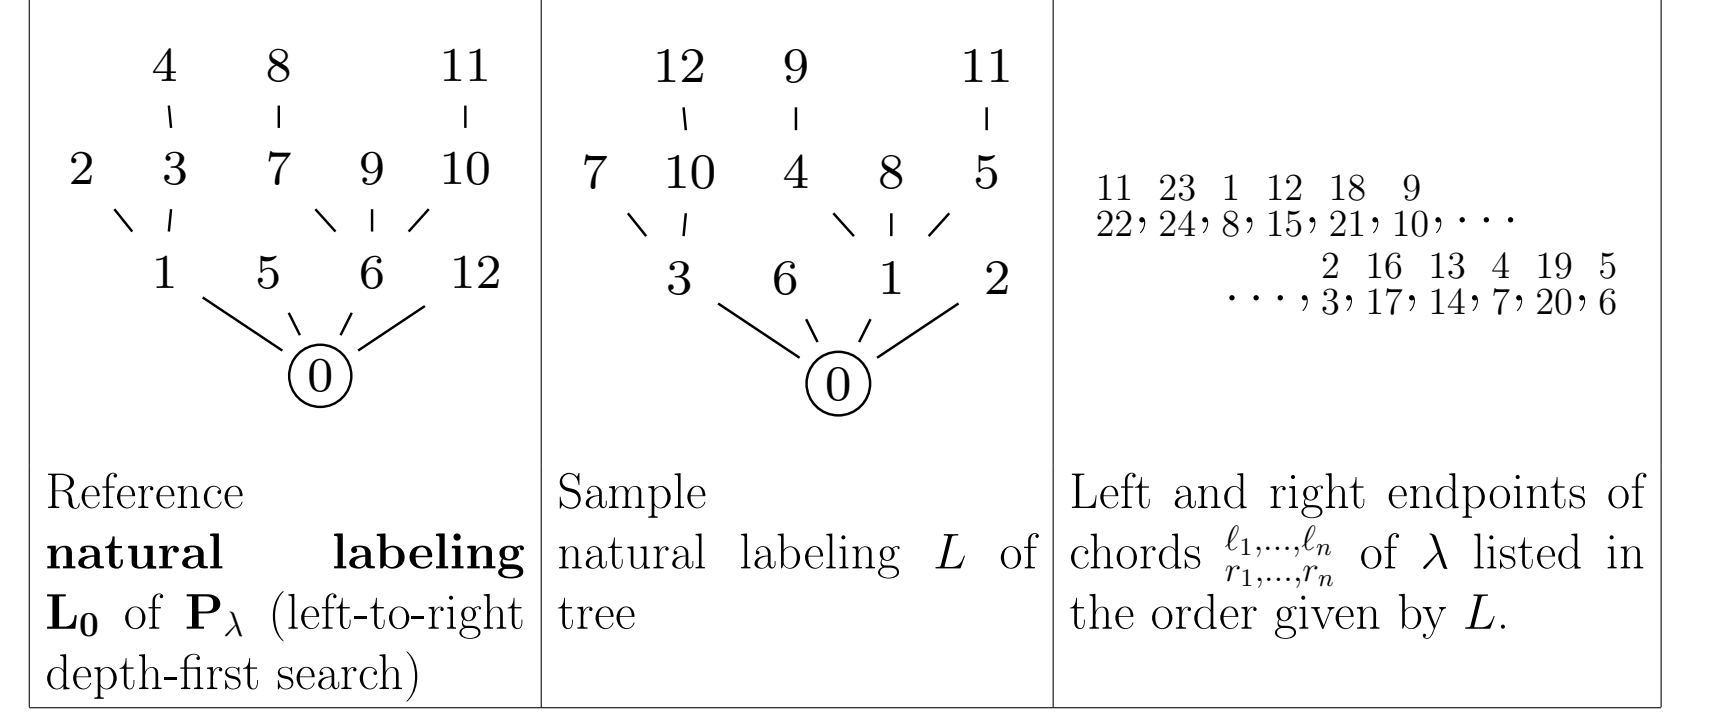 4 8 11
2 3 7 9 10
1 5 6 12
0
Reference
natural labeling
L₀ of P_λ (left-to-right
depth-first search)
12 9 11
7 10 4 8 5
3 6 1 2
0
Sample
natural labeling L of
tree
11 23 1 12 18 9
22, 24, 8, 15, 21, 10, ···
2 16 13 4 19 5
··· , 3, 17, 14, 7, 20, 6
Left and right endpoints of
chords ℓ₁,...,ℓₙ r₁,...,rₙ of λ listed in
the order given by L.